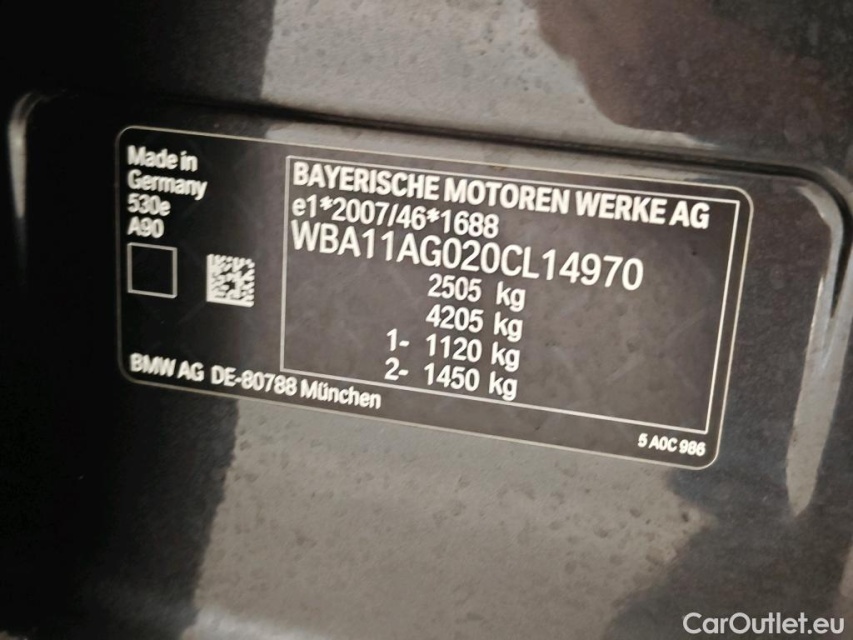 Made in
Germany
530e
A90
BMW AG DE-80788 München
BAYERISCHE MOTOREN WERKE AG
e1*2007/46*1688
WBA11AG020CL14970
2505 kg
4205 kg
1- 1120 kg
2- 1450 kg
5 A0C 986
CarOutlet.eu